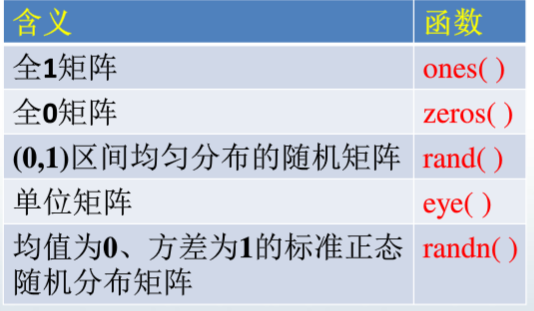 含义 函数
全1矩阵 ones( )
全0矩阵 zeros( )
(0,1)区间均匀分布的随机矩阵 rand( )
单位矩阵 eye( )
均值为0、方差为1的标准正态 randn( )
随机分布矩阵